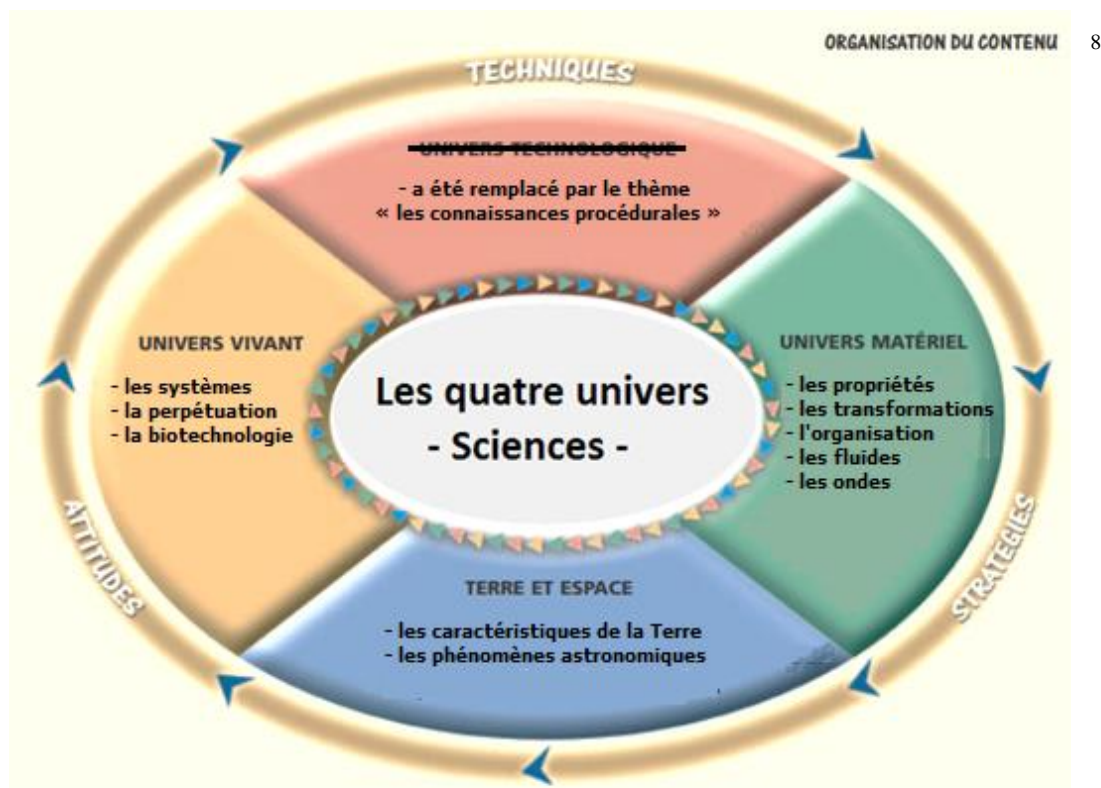 ORGANISATION DU CONTENU
8
TECHNIQUES
UNIVERS TECHNOLOGIQUE
- a été remplacé par le thème
« les connaissances procédurales »
UNIVERS VIVANT
- les systèmes
- la perpétuation
- la biotechnologie
Les quatre univers
- Sciences -
UNIVERS MATÉRIEL
- les propriétés
- les transformations
- l'organisation
- les fluides
- les ondes
ATTITUDES
STRATÉGIES
TERRE ET ESPACE
- les caractéristiques de la Terre
- les phénomènes astronomiques